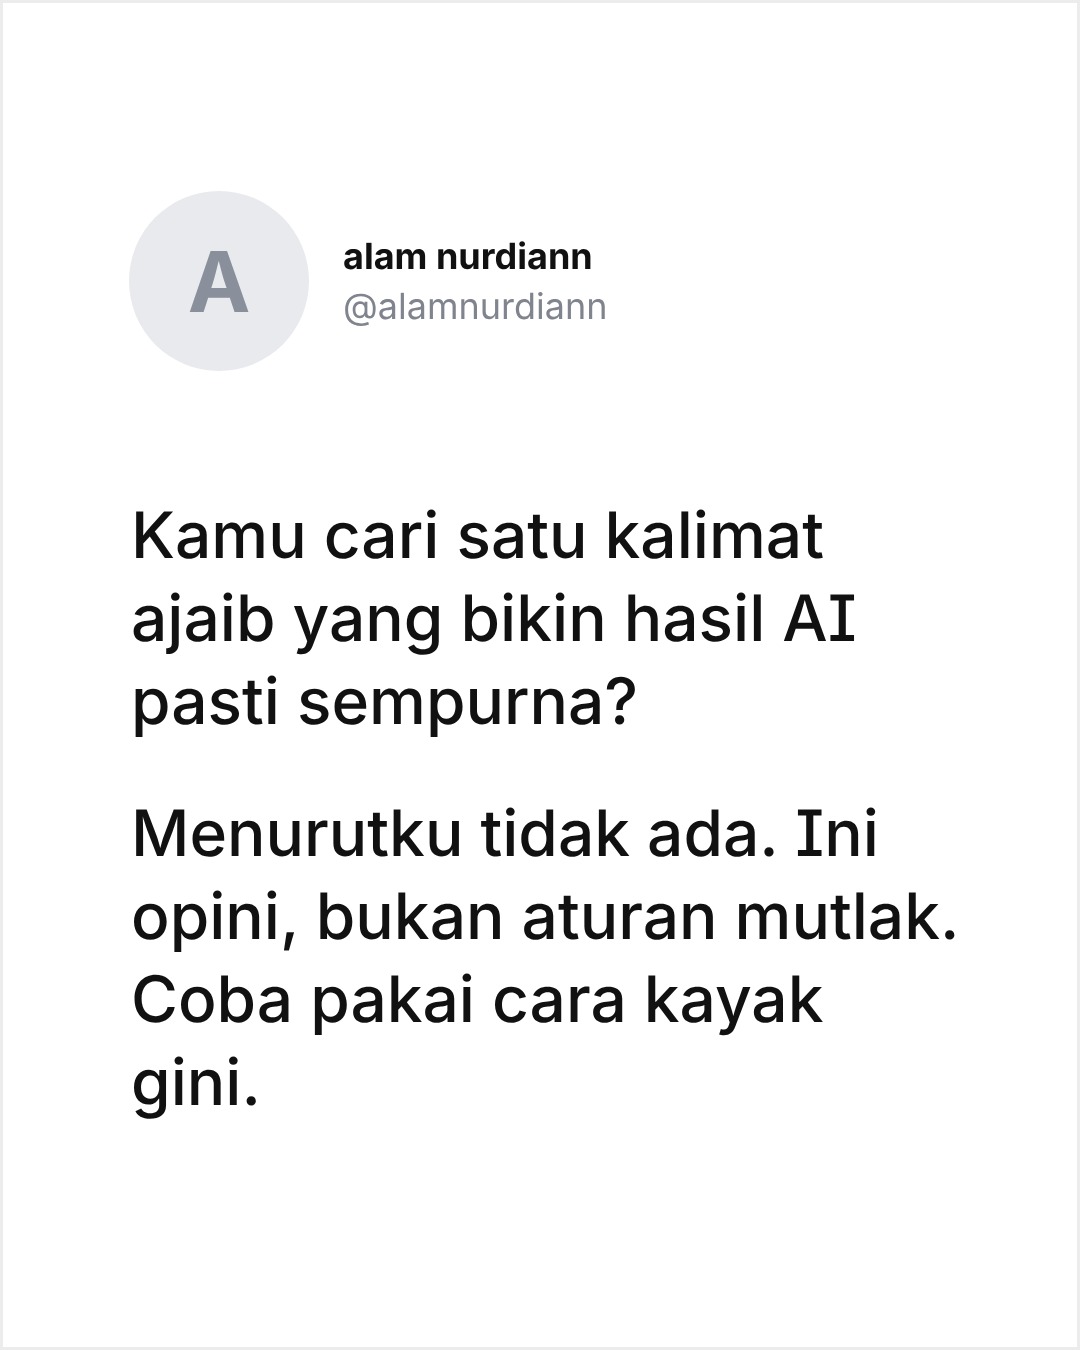 A
alam nurdiann
@alamnurdiann
Kamu cari satu kalimat
ajaib yang bikin hasil AI
pasti sempurna?
Menurutku tidak ada. Ini
opini, bukan aturan mutlak.
Coba pakai cara kayak
gini.